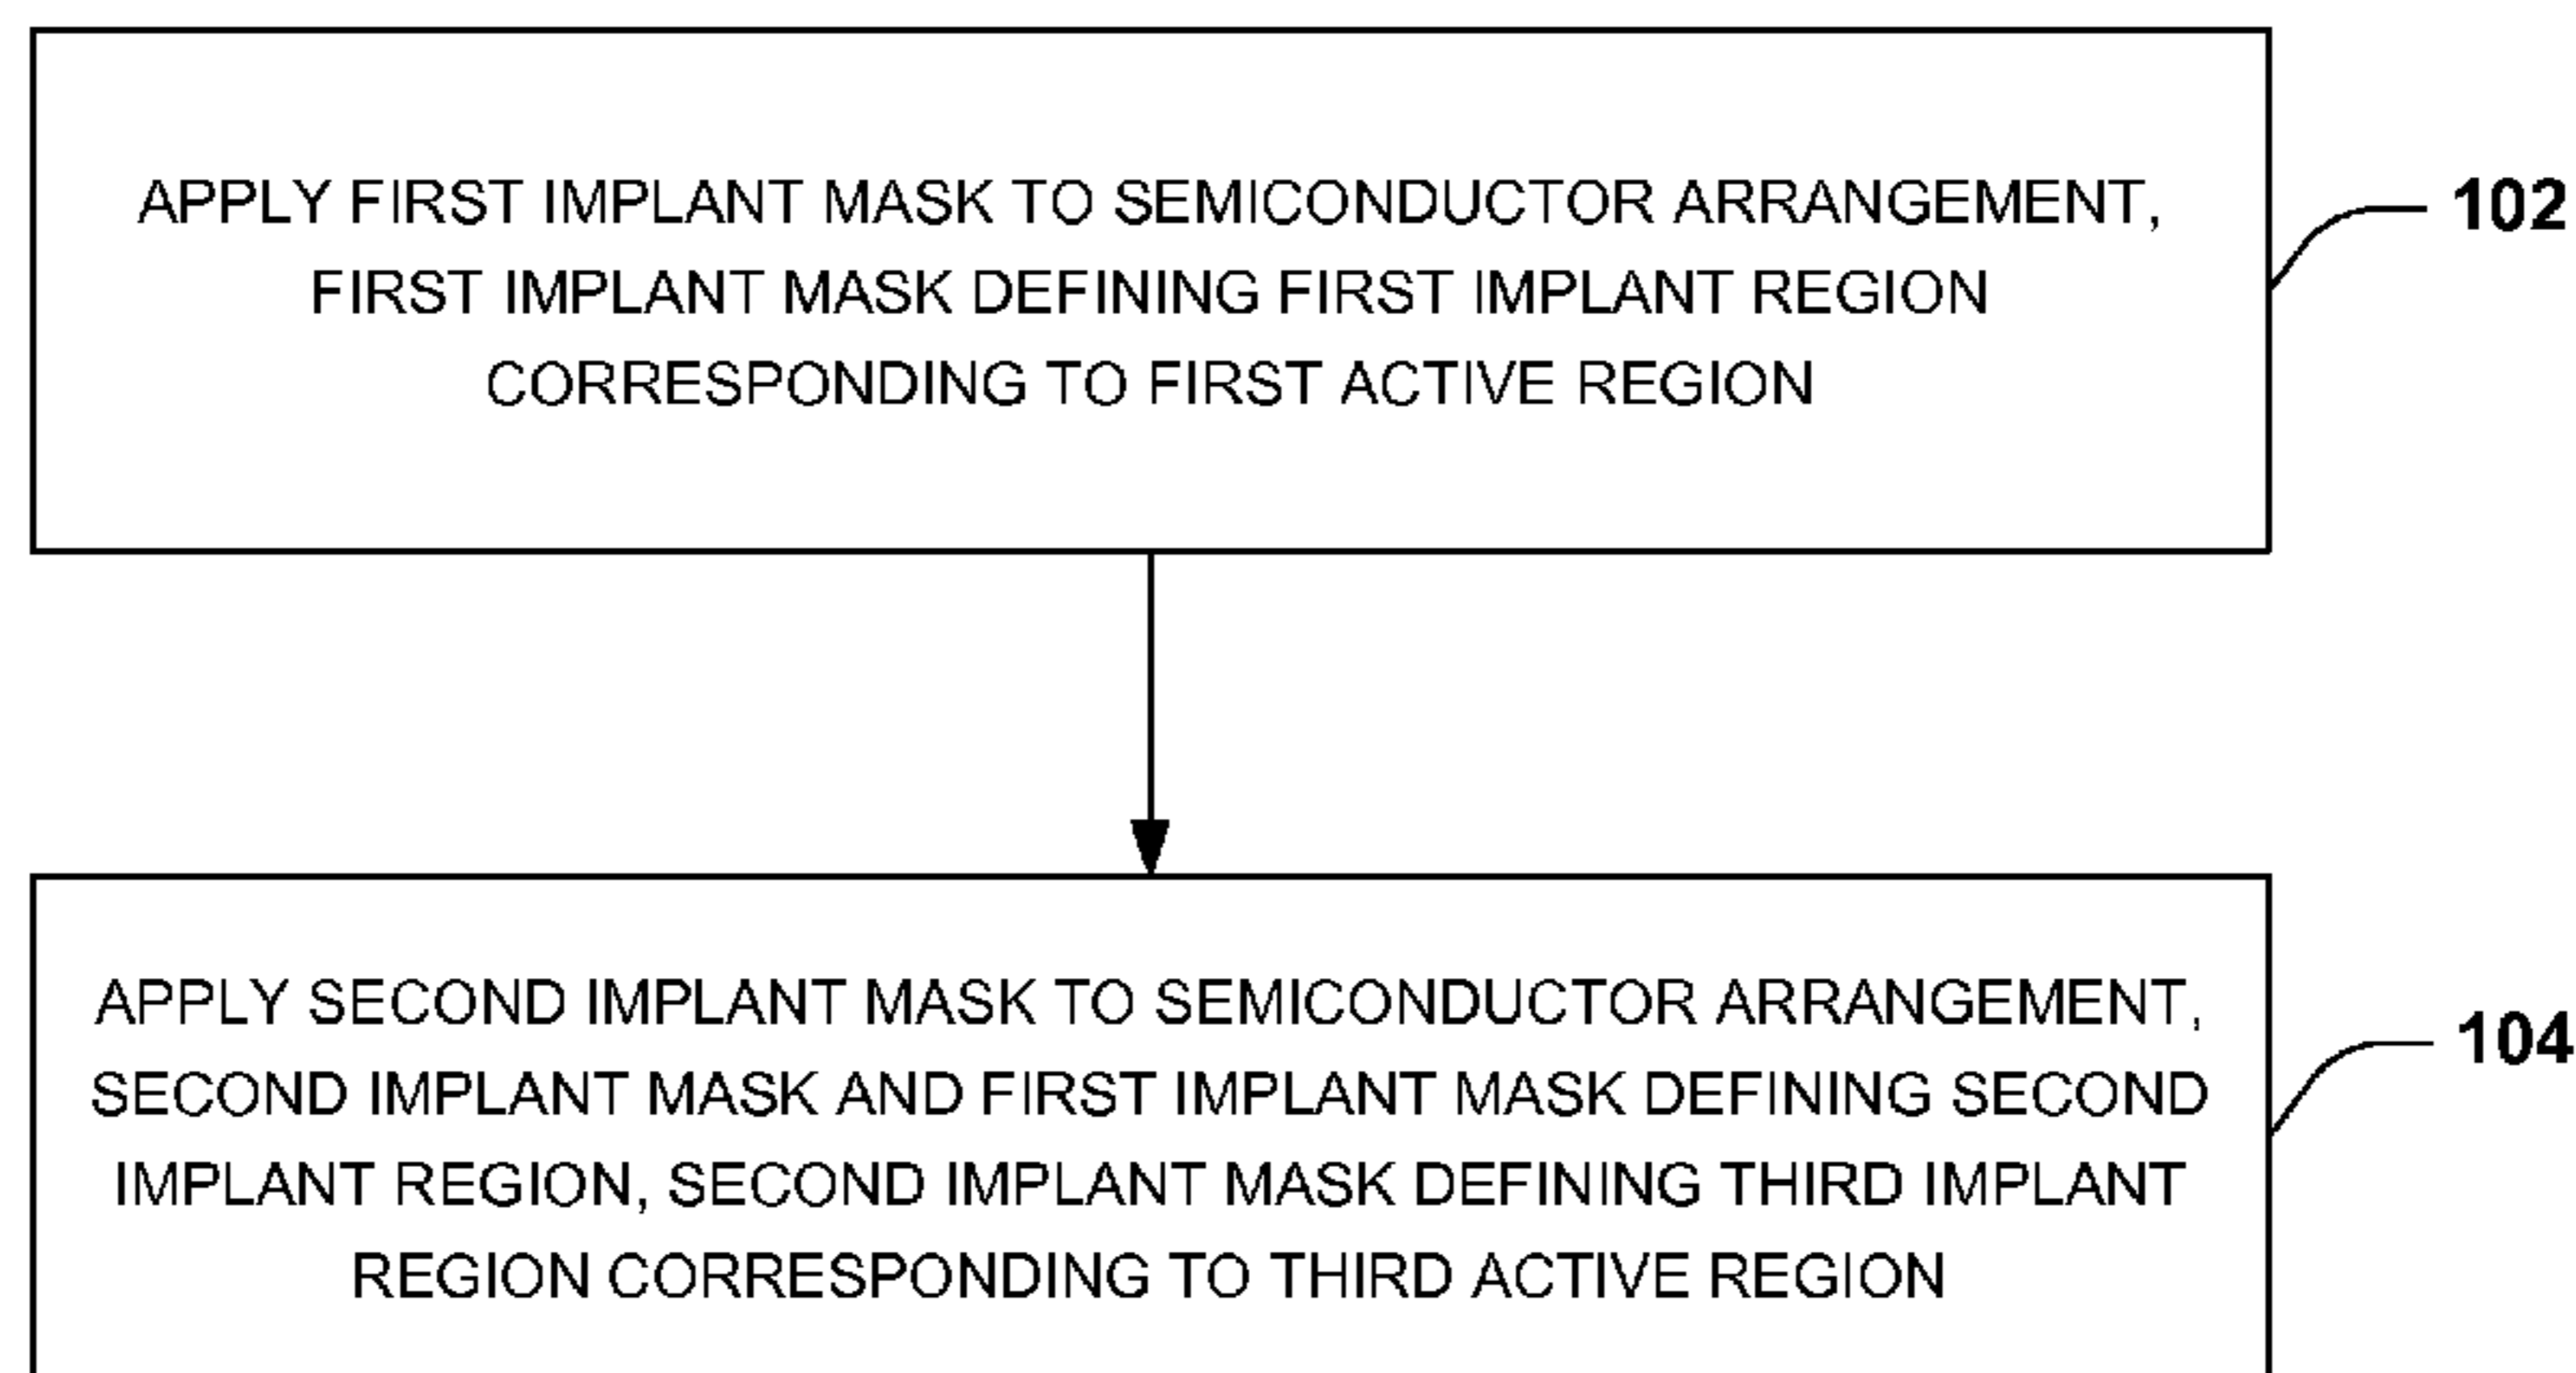 APPLY FIRST IMPLANT MASK TO SEMICONDUCTOR ARRANGEMENT,
FIRST IMPLANT MASK DEFINING FIRST IMPLANT REGION
CORRESPONDING TO FIRST ACTIVE REGION
102
APPLY SECOND IMPLANT MASK TO SEMICONDUCTOR ARRANGEMENT,
SECOND IMPLANT MASK AND FIRST IMPLANT MASK DEFINING SECOND
IMPLANT REGION, SECOND IMPLANT MASK DEFINING THIRD IMPLANT
REGION CORRESPONDING TO THIRD ACTIVE REGION
104